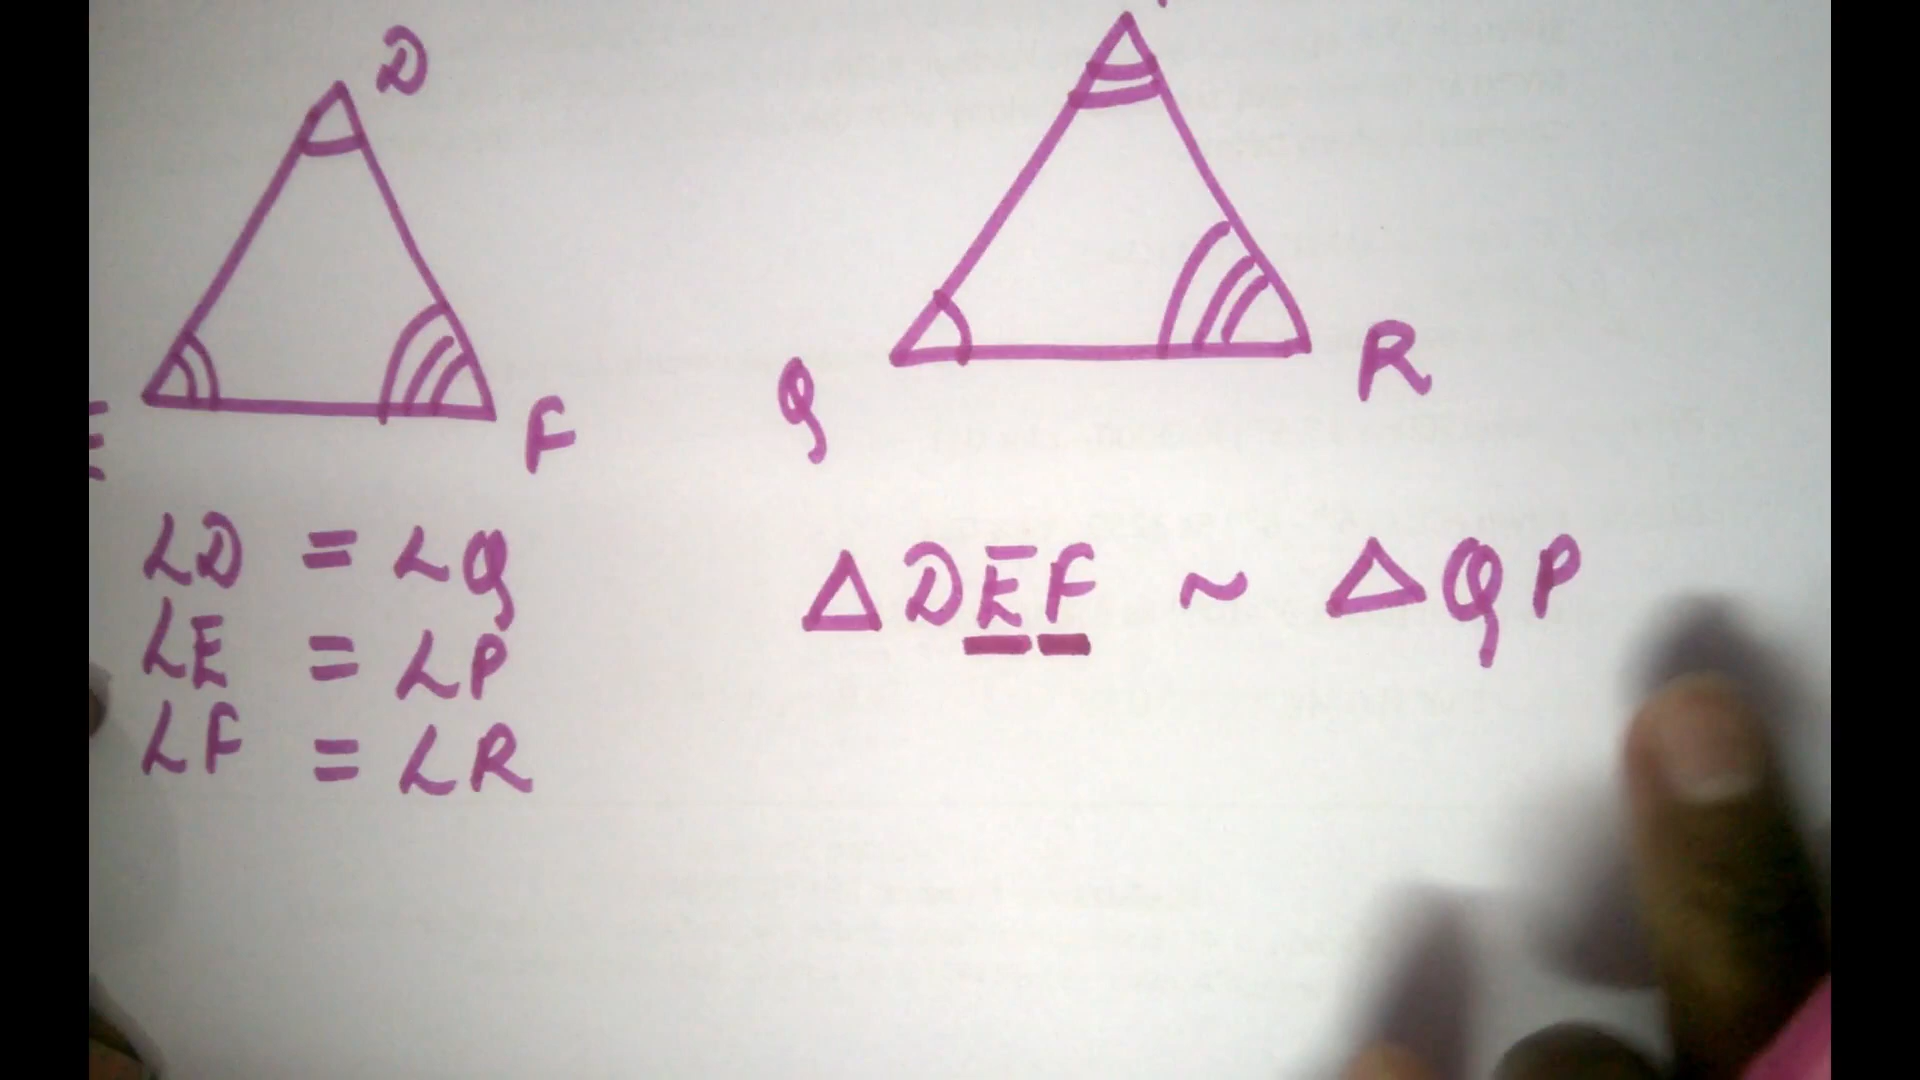 D
E
F
Q
R
∠D = ∠Q
∠E = ∠P
∠F = ∠R
△DEF ~ △QP